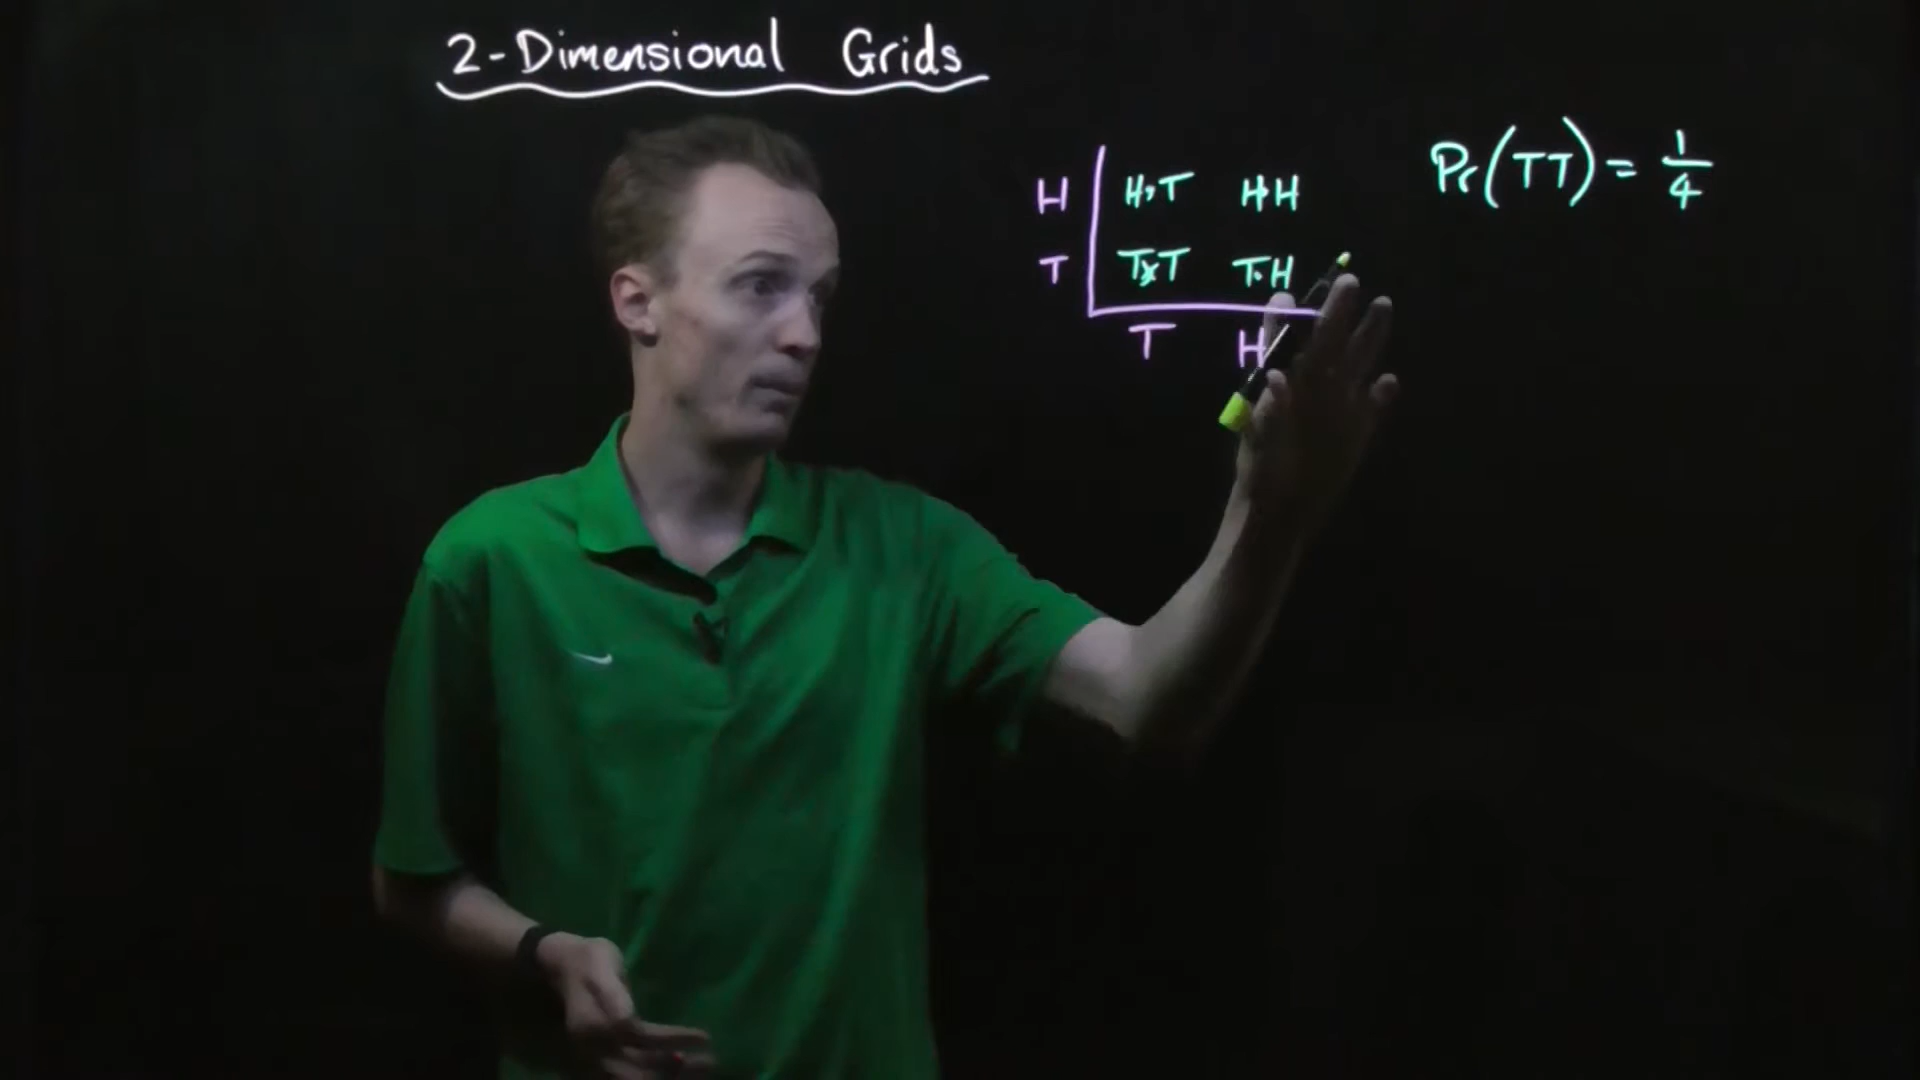 2-Dimensional Grids
H H,T H,H
T T,T T,H
T H
Pr(TT) = 1/4